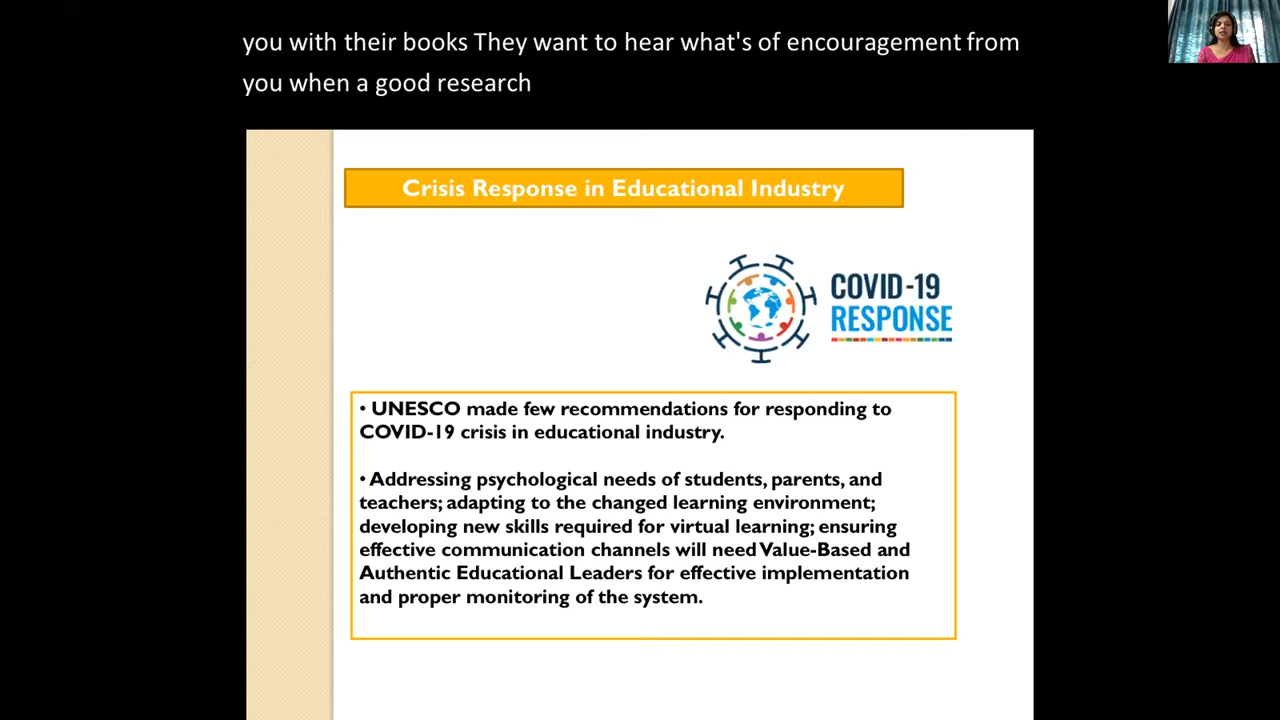 you with their books They want to hear what's of encouragement from
you when a good research
Crisis Response in Educational Industry
COVID-19
RESPONSE
• UNESCO made few recommendations for responding to
COVID-19 crisis in educational industry.
• Addressing psychological needs of students, parents, and
teachers; adapting to the changed learning environment;
developing new skills required for virtual learning; ensuring
effective communication channels will need Value-Based and
Authentic Educational Leaders for effective implementation
and proper monitoring of the system.